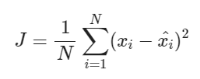 J = \frac{1}{N} \sum_{i=1}^{N} (x_i - \hat{x_i})^2